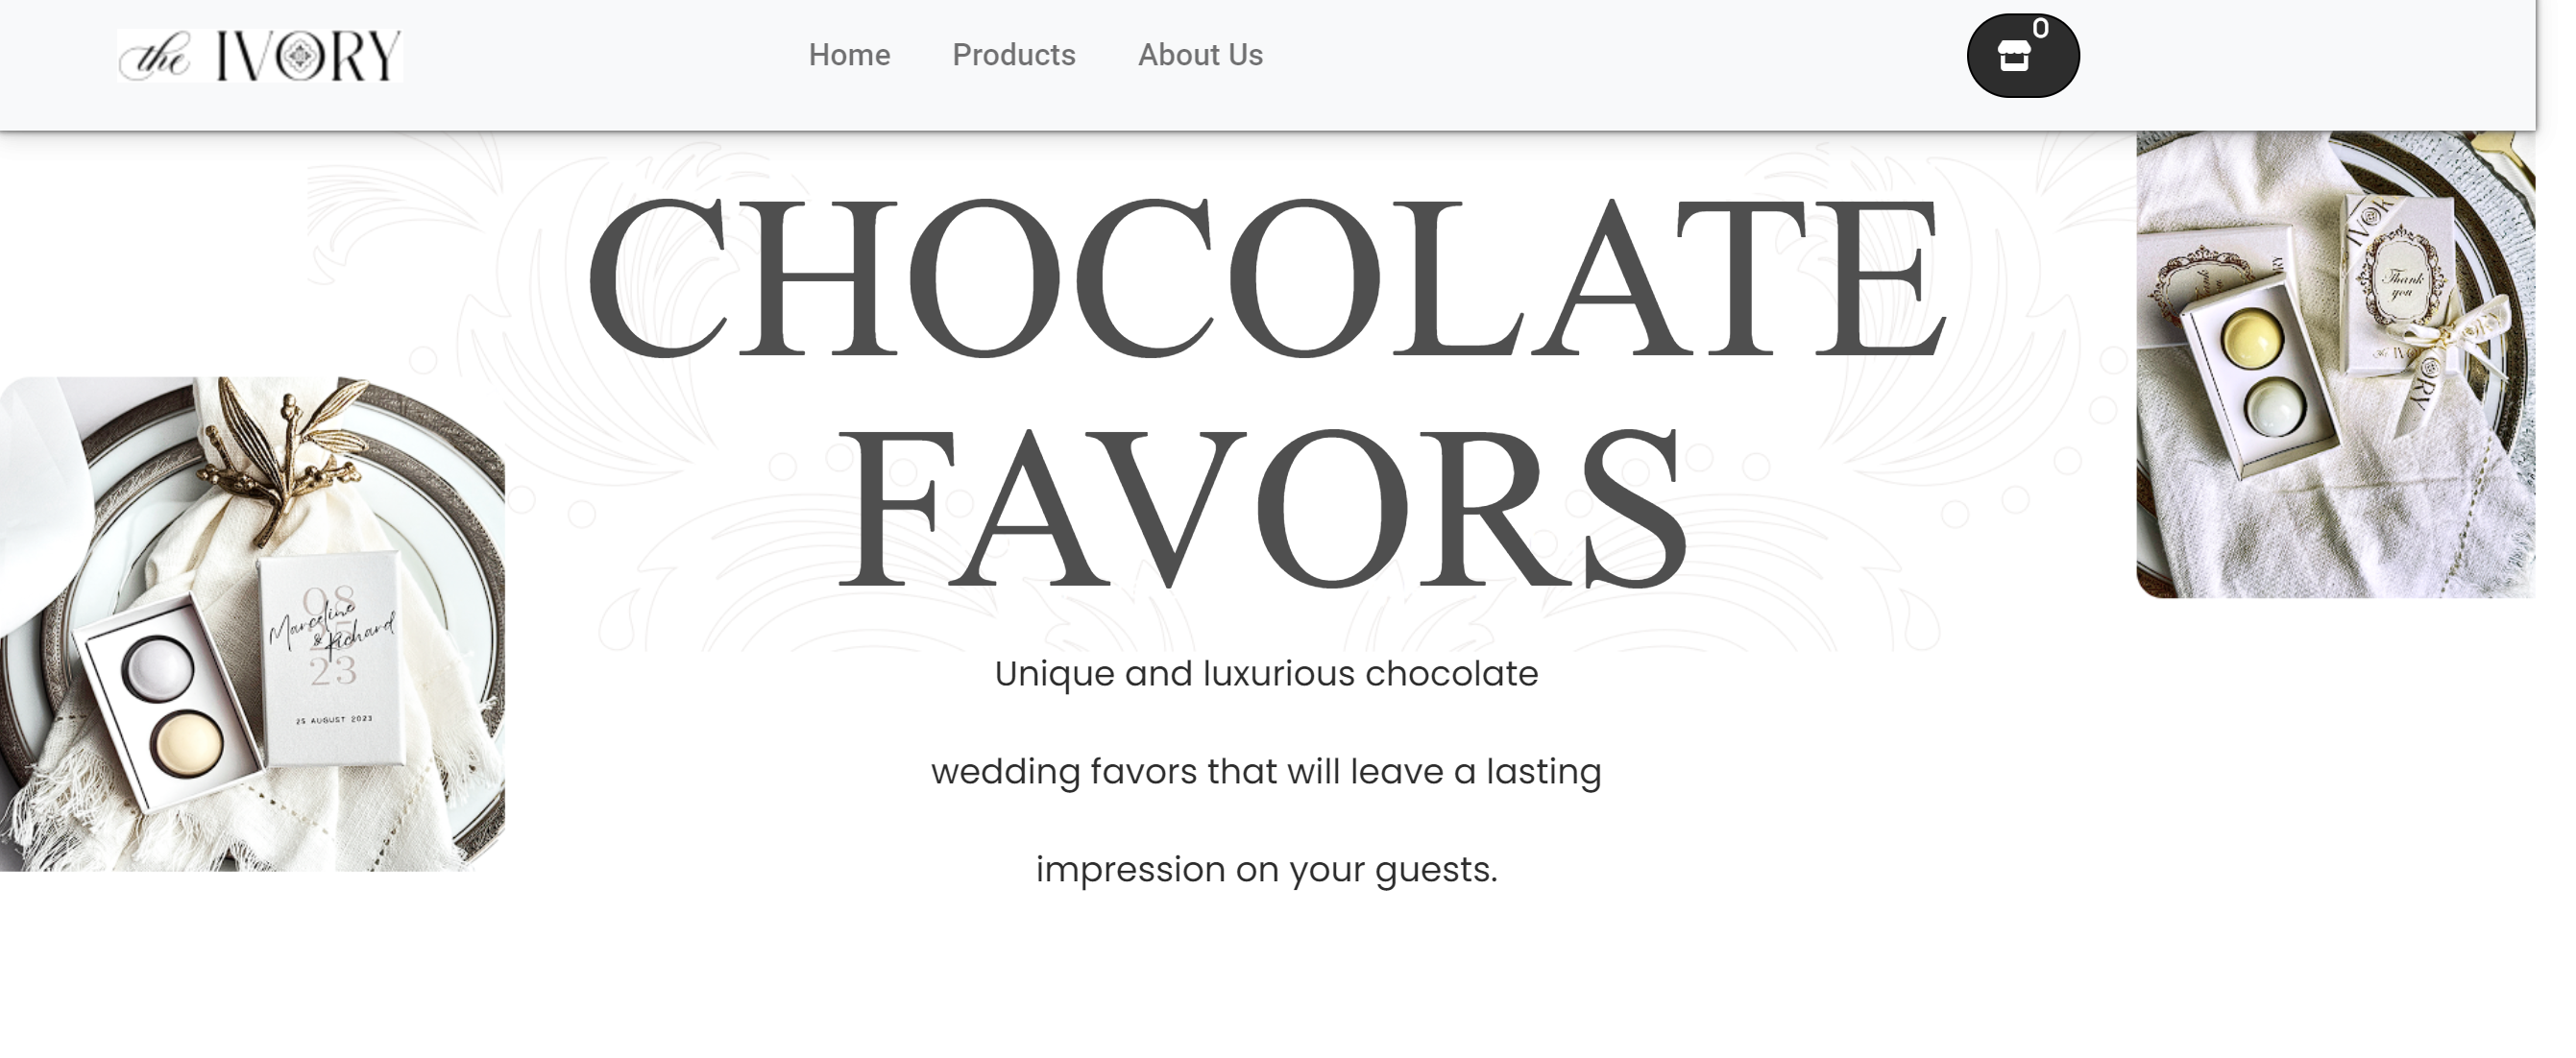 the IVORY
Home
Products
About Us
0
CHOCOLATE
FAVORS
Unique and luxurious chocolate
wedding favors that will leave a lasting
impression on your guests.
08
Marceline
& Richard
23
25 AUGUST 2023
Thank
you
IVORY